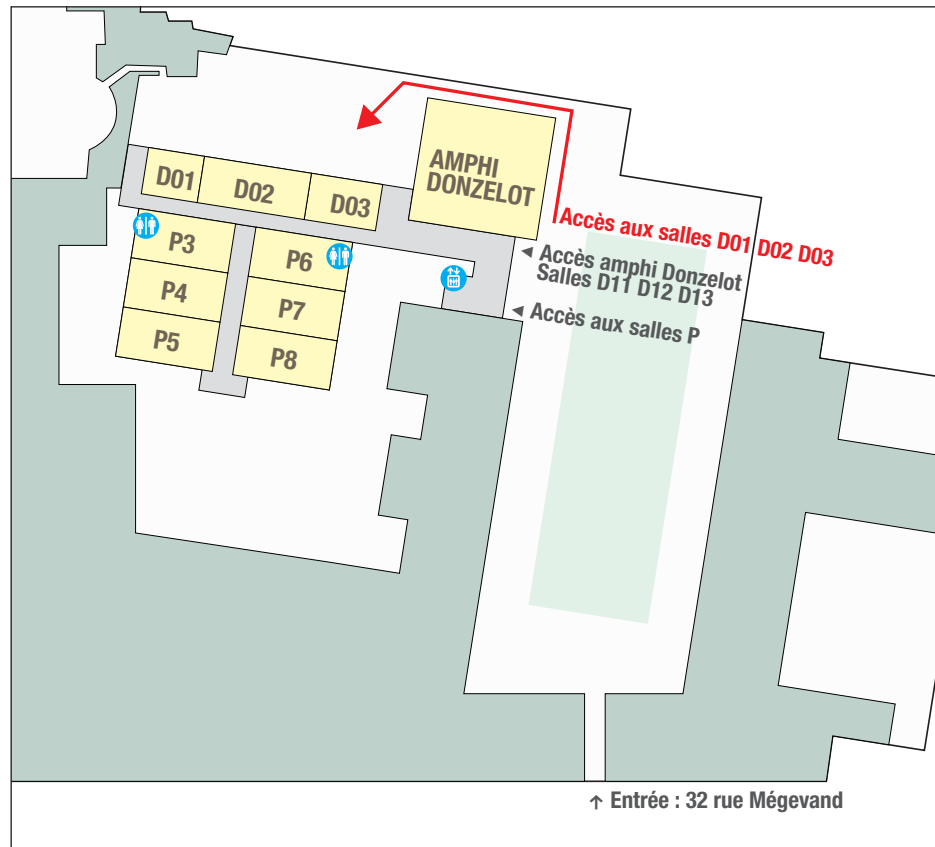 AMPHI
DONZELOT
D01
D02
D03
Accès aux salles D01 D02 D03
P3
P6
◄ Accès amphi Donzelot
Salles D11 D12 D13
P4
P7
◄ Accès aux salles P
P5
P8
↑ Entrée : 32 rue Mégevand